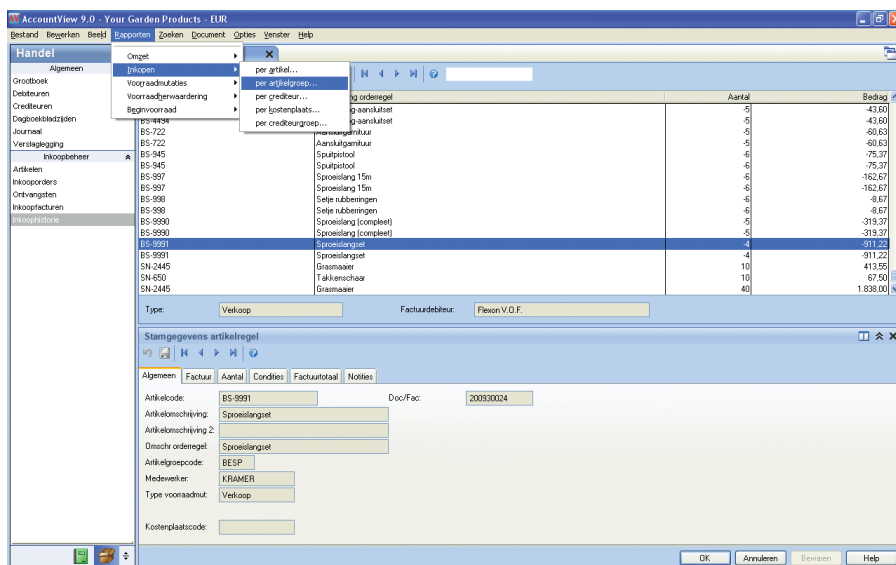 AccountView 9.0 - Your Garden Products - EUR
Bestand Bewerken Beeld Rapporten Zoeken Document Opties Venster Help
Handel
Algemeen
Grootboek
Debiteuren
Crediteuren
Dagboekbladzijden
Journaal
Verslaglegging
Inkoopbeheer
Artikelen
Inkooporders
Ontvangsten
Inkoopfacturen
Inkoophistorie
Omzet
Inkopen
Voorraadmutaties
Voorraadherwaardering
Beginvoorraad
per artikel...
per artikelgroep...
per crediteur...
per kostenplaats...
per crediteurgroep...
orderregel Aantal Bedrag
-aansluitset -5 -43,60
BS-4494 -aansluitset -5 -43,60
BS-722 Aansluitgarnituur -5 -60,63
BS-722 Aansluitgarnituur -5 -60,63
BS-945 Spuitpistool -6 -75,37
BS-945 Spuitpistool -6 -75,37
BS-997 Sproeislang 15m -6 -162,67
BS-997 Sproeislang 15m -6 -162,67
BS-998 Setje rubberringen -6 -8,67
BS-998 Setje rubberringen -6 -8,67
BS-9990 Sproeislang (compleet) -5 -319,37
BS-9990 Sproeislang (compleet) -5 -319,37
BS-9991 Sproeislangset -4 -911,22
BS-9991 Sproeislangset -4 -911,22
SN-2445 Grasmaaier 10 413,55
SN-650 Takkenschaar 10 67,50
SN-2445 Grasmaaier 40 1.838,00
Type: Verkoop Factuurdebiteur: Flexon V.O.F.
Stamgegevens artikelregel
Algemeen Factuur Aantal Condities Factuurtotaal Notities
Artikelcode: BS-9991 Doc/Fac: 200930024
Artikelomschrijving: Sproeislangset
Artikelomschrijving 2:
Omschr orderregel: Sproeislangset
Artikelgroepcode: BESP
Medewerker: KRAMER
Type voorraadmut: Verkoop
Kostenplaatscode:
OK Annuleren Bewaren Help